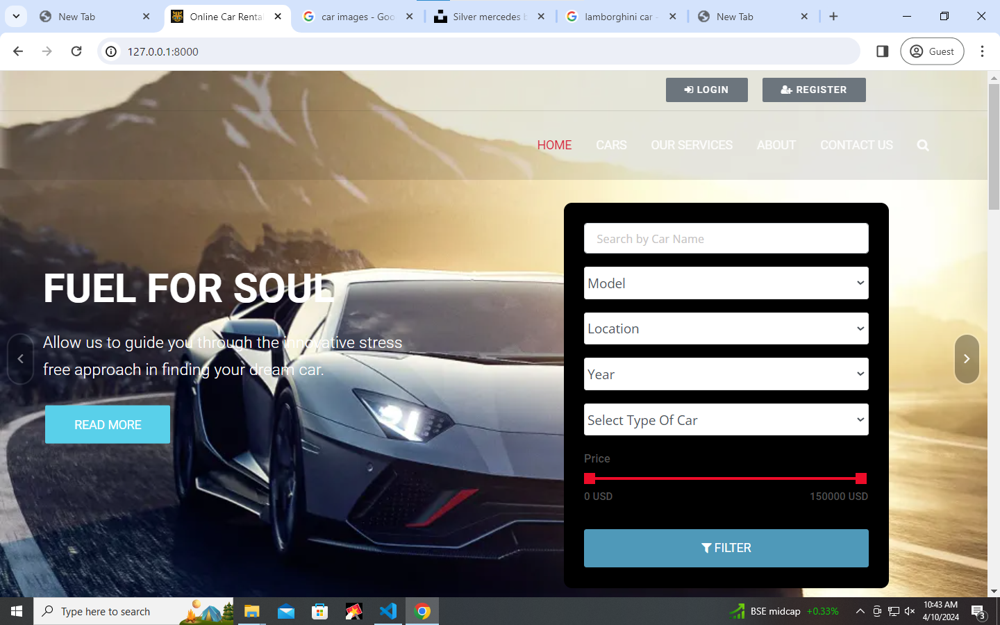 New Tab
Online Car Rental
car images - Goo
Silver mercedes b
lamborghini car -
New Tab
127.0.0.1:8000
Guest
LOGIN
REGISTER
HOME
CARS
OUR SERVICES
ABOUT
CONTACT US
Search by Car Name
Model
Location
Year
Select Type Of Car
Price
0 USD
150000 USD
FILTER
FUEL FOR SOUL
Allow us to guide you through the innovative stress
free approach in finding your dream car.
READ MORE
Type here to search
BSE midcap +0.33%
10:43 AM
4/10/2024
3